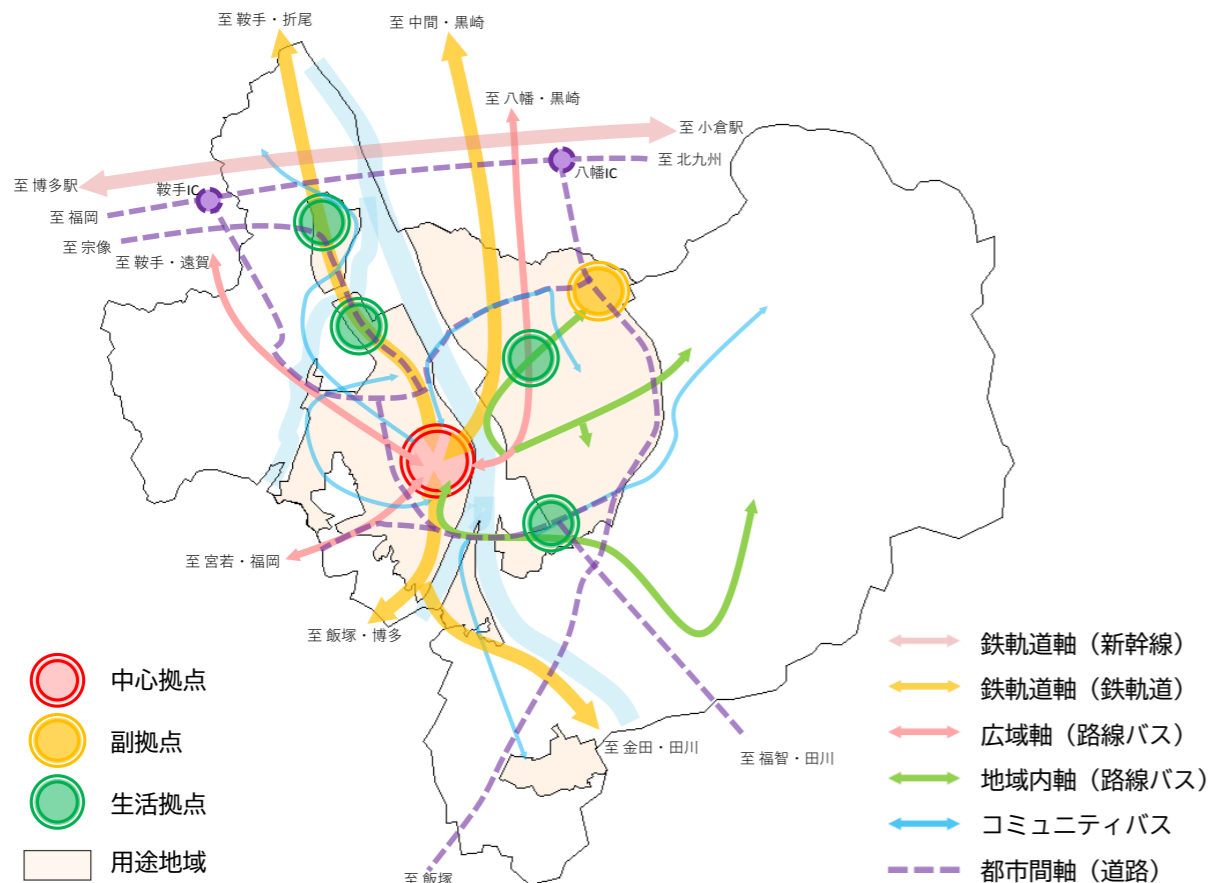 至 鞍手・折尾
至 中間・黒崎
至 八幡・黒崎
至 小倉駅
至 北九州
八幡IC
至 博多駅
鞍手IC
至 福岡
至 宗像
至 鞍手・遠賀
至 宮若・福岡
至 飯塚・博多
至 金田・田川
至 福智・田川
至 飯塚
中心拠点
副拠点
生活拠点
用途地域
鉄軌道軸（新幹線）
鉄軌道軸（鉄軌道）
広域軸（路線バス）
地域内軸（路線バス）
コミュニティバス
都市間軸（道路）